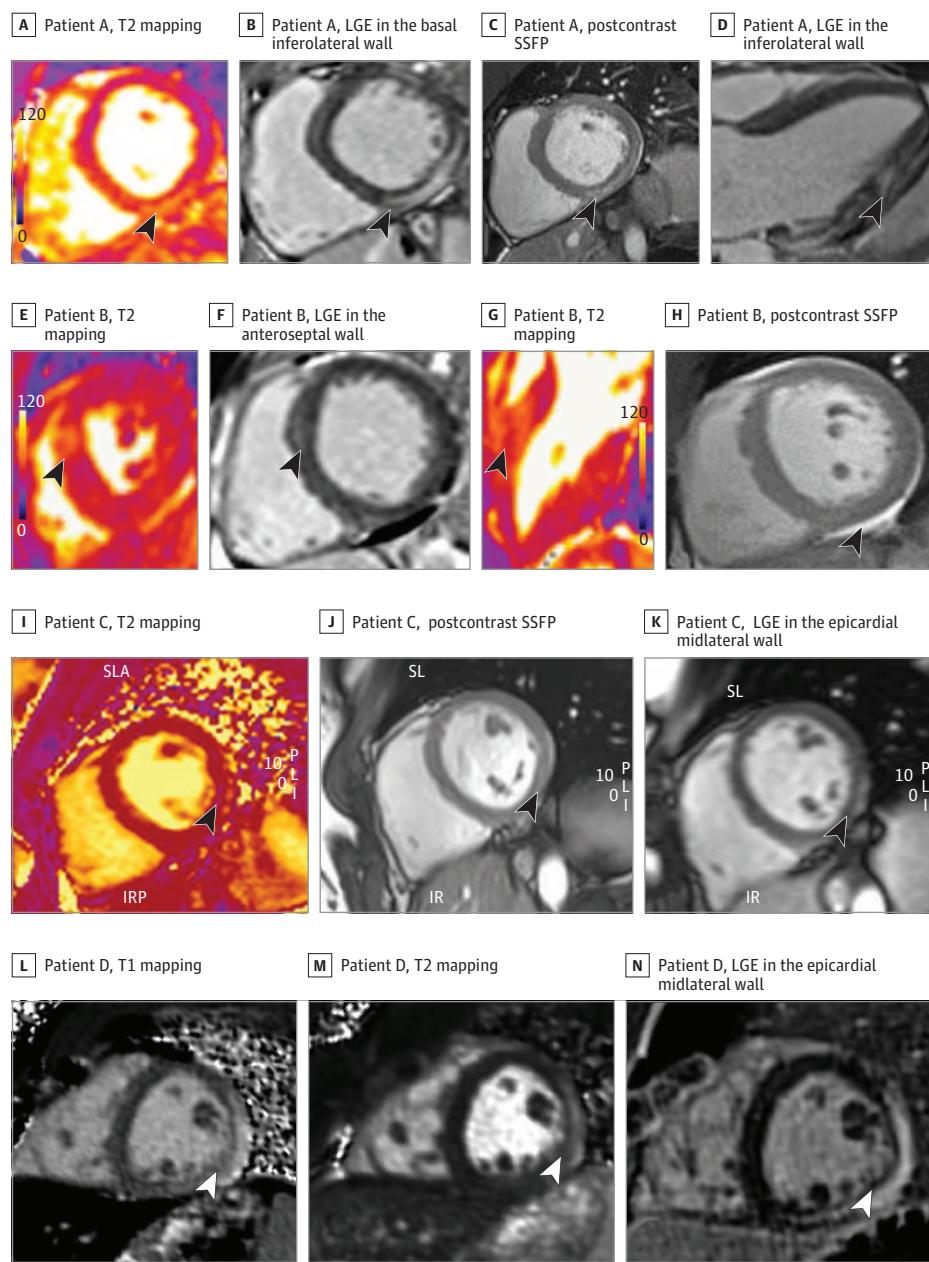 A Patient A, T2 mapping
B Patient A, LGE in the basal
inferolateral wall
C Patient A, postcontrast
SSFP
D Patient A, LGE in the
inferolateral wall
120
0
E Patient B, T2
mapping
F Patient B, LGE in the
anteroseptal wall
G Patient B, T2
mapping
H Patient B, postcontrast SSFP
120
0
120
0
I Patient C, T2 mapping
J Patient C, postcontrast SSFP
K Patient C, LGE in the epicardial
midlateral wall
SLA
10
0
P
L
I
IRP
SL
10
0
P
L
I
IR
SL
10
0
P
L
I
IR
L Patient D, T1 mapping
M Patient D, T2 mapping
N Patient D, LGE in the epicardial
midlateral wall